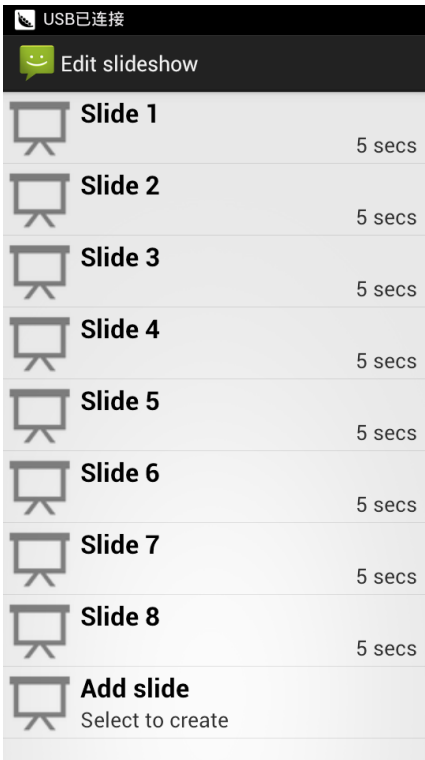 USB已连接
Edit slideshow
Slide 1
5 secs
Slide 2
5 secs
Slide 3
5 secs
Slide 4
5 secs
Slide 5
5 secs
Slide 6
5 secs
Slide 7
5 secs
Slide 8
5 secs
Add slide
Select to create